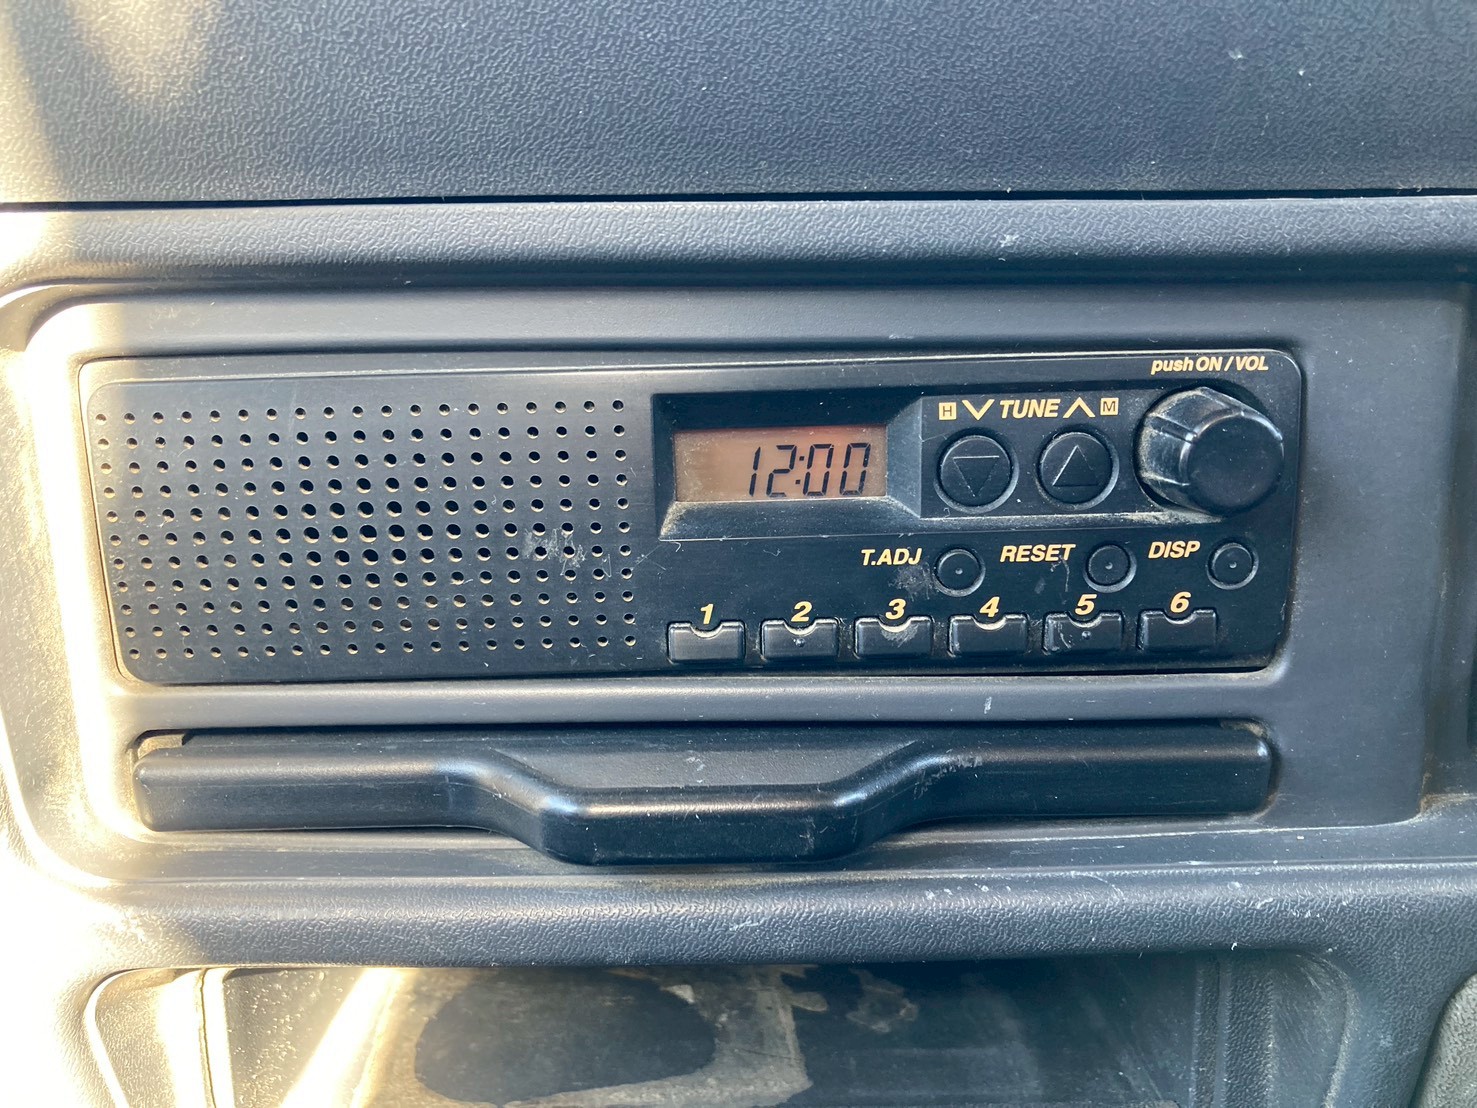 push ON / VOL
H TUNE M
12:00
T.ADJ RESET DISP
1 2 3 4 5 6